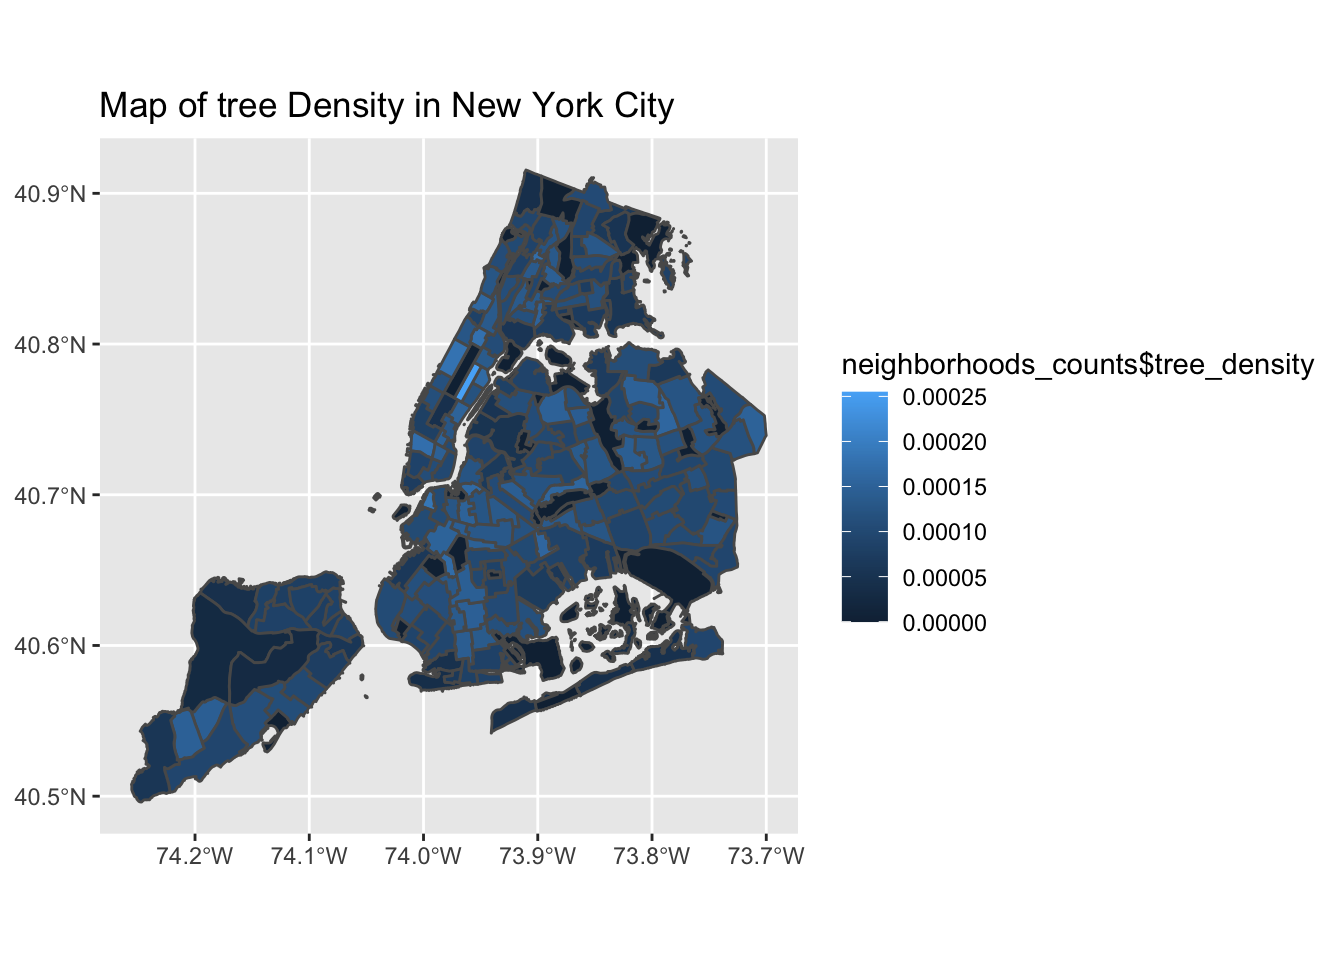 Map of tree Density in New York City
40.9°N
40.8°N
40.7°N
40.6°N
40.5°N
74.2°W 74.1°W 74.0°W 73.9°W 73.8°W 73.7°W
neighborhoods_counts$tree_density
0.00025
0.00020
0.00015
0.00010
0.00005
0.00000